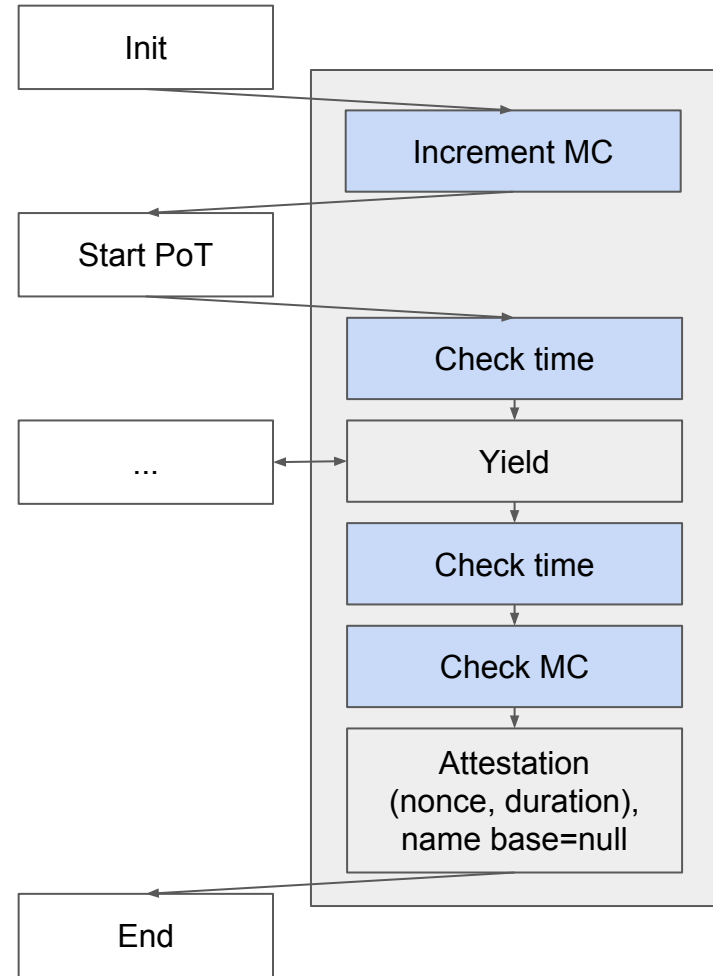 Init
Increment MC
Start PoT
Check time
...
Yield
Check time
Check MC
Attestation
(nonce, duration),
name base=null
End